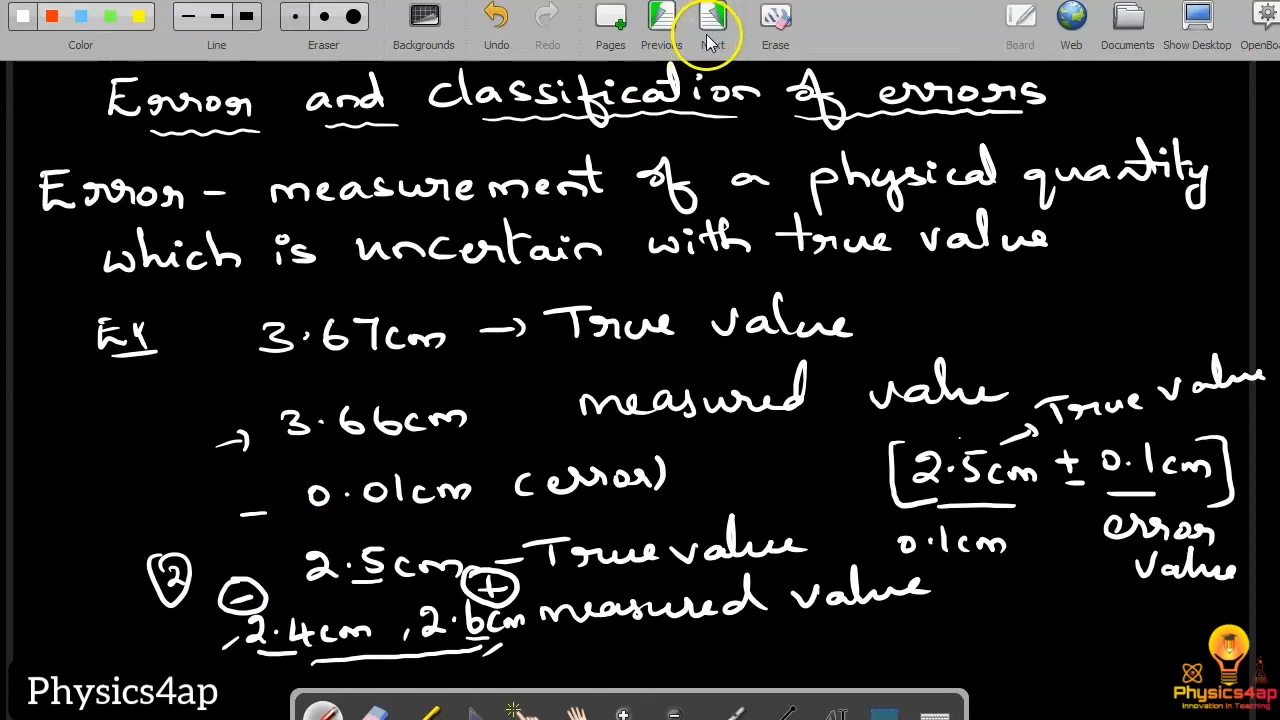 Color
Line
Eraser
Backgrounds
Undo
Redo
Pages
Previous
Next
Erase
Board
Web
Documents
Show Desktop
OpenBoa
Error and classification of errors
Error - measurement of a physical quantity
which is uncertain with true value
Ex 3.67cm → True value
→ 3.66cm measured value
- 0.01cm (error)
[2.5cm ± 0.1cm] → True value
0.1cm error value
② 2.5cm - True value
- +
, 2.4cm , 2.6cm measured value
Physics4ap
Physics4ap
Innovation in Teaching